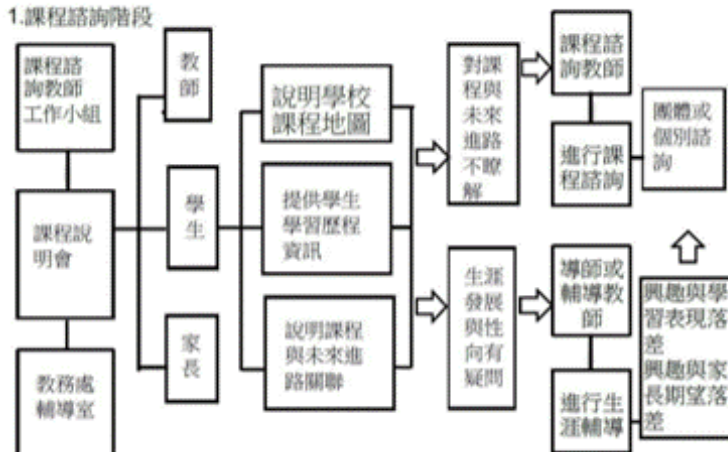 1.課程諮詢階段
課程諮
詢教師
工作小組
課程說
明會
教務處
輔導室
教師
學生
家長
說明學校
課程地圖
提供學生
學習歷程
資訊
說明課程
與未來進
路關聯
對課
程與
未來
進路
不瞭
解
生涯
發展
與性
向有
疑問
課程諮
詢教師
進行課
程諮詢
團體或
個別諮
詢
導師或
輔導教
師
進行生
涯輔導
興趣與學
習表現落
差
興趣與家
長期望落
差